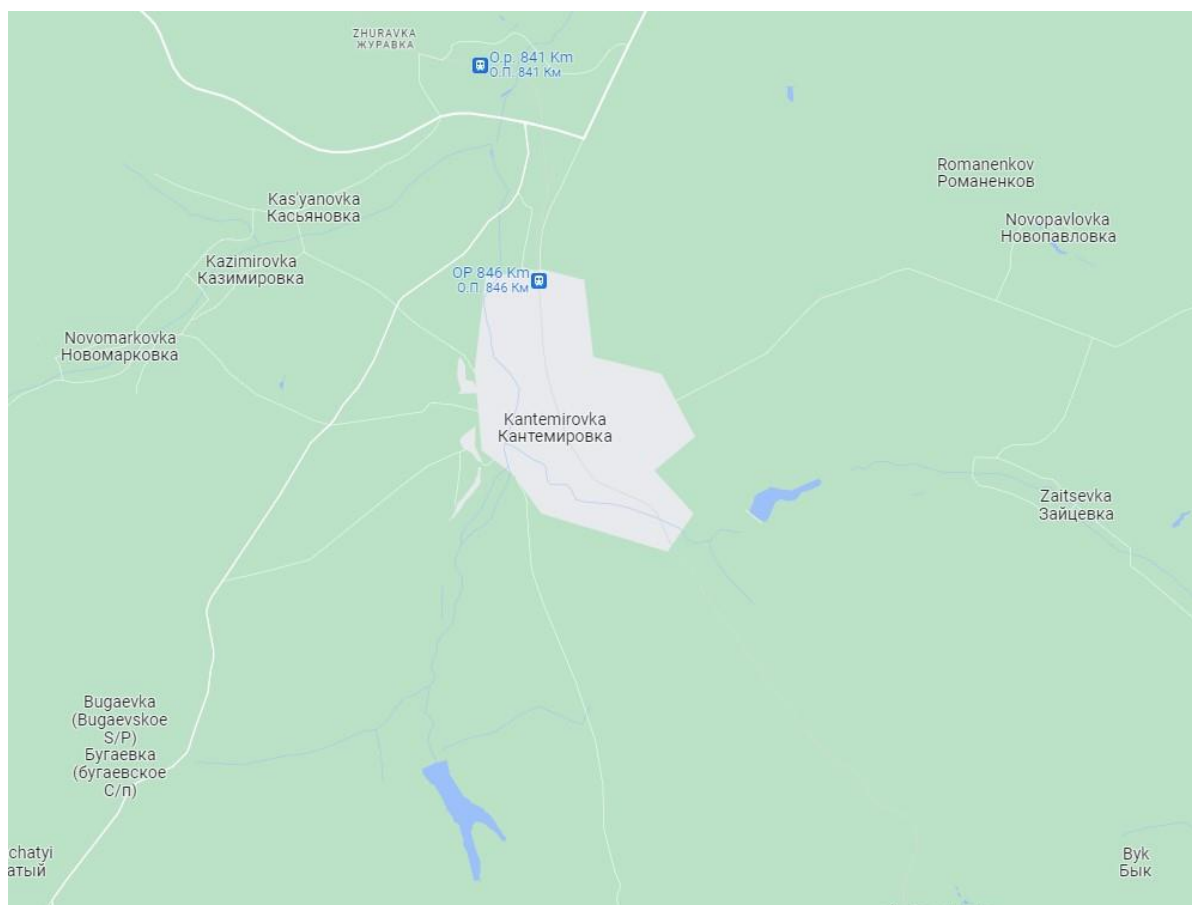 ZHURAVKA
ЖУРАВКА
O.p. 841 Km
О.П. 841 Км
Romanenkov
Романенков
Kas'yanovka
Касьяновка
Novopavlovka
Новопавловка
Kazimirovka
Казимировка
OP 846 Km
О.П. 846 Км
Novomarkovka
Новомарковка
Kantemirovka
Кантемировка
Zaitsevka
Зайцевка
Bugaevka
(Bugaevskoe
S/P)
Бугаевка
(бугаевское
С/п)
chatyi
атый
Byk
Бык